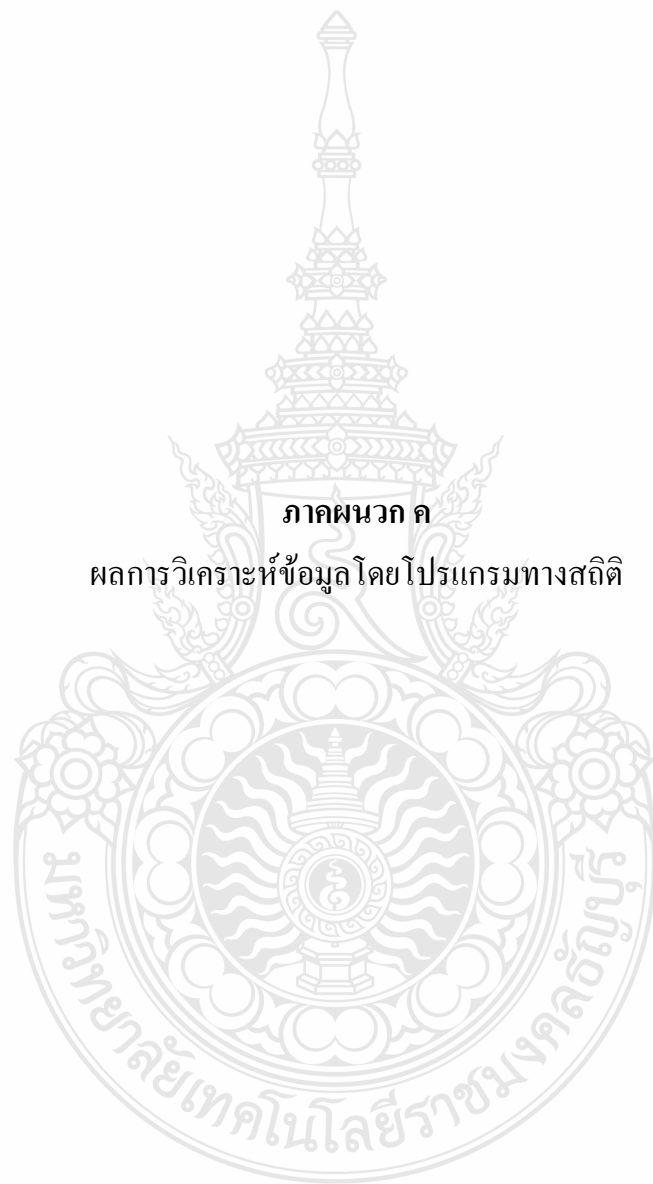 ภาคผนวก ค
ผลการวิเคราะห์ข้อมูลโดยโปรแกรมทางสถิติ
มหาวิทยาลัยเทคโนโลยีราชมงคลธัญบุรี